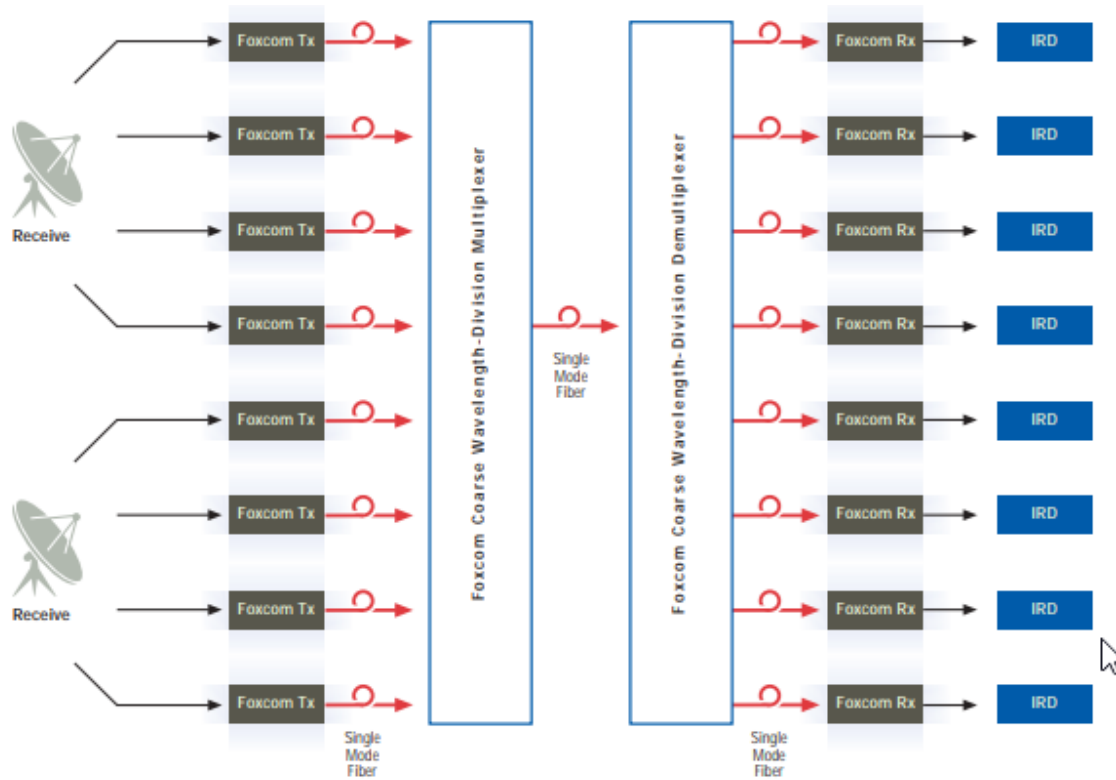 Foxcom Tx
Foxcom Rx
IRD
Foxcom Tx
Foxcom Rx
IRD
Receive
Foxcom Tx
Foxcom Rx
IRD
Foxcom Tx
Foxcom Rx
IRD
Foxcom Coarse Wavelength-Division Multiplexer
Single
Mode
Fiber
Foxcom Coarse Wavelength-Division Demultiplexer
Foxcom Tx
Foxcom Rx
IRD
Foxcom Tx
Foxcom Rx
IRD
Receive
Foxcom Tx
Foxcom Rx
IRD
Foxcom Tx
Foxcom Rx
IRD
Single
Mode
Fiber
Single
Mode
Fiber